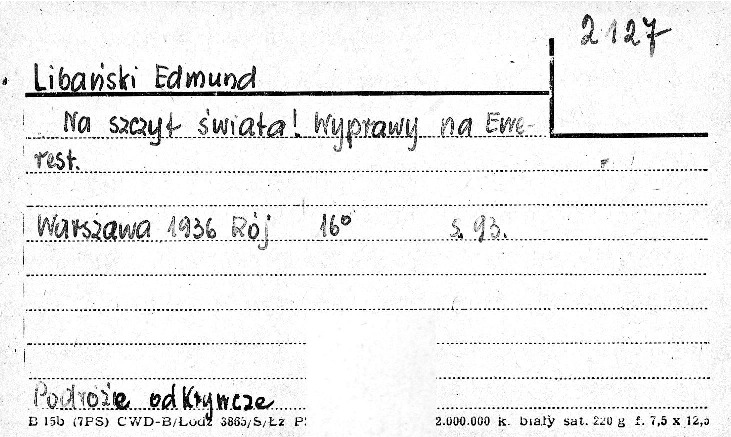 2127
Libański Edmund
Na szczyt świata! Wyprawy na Ewe-
rest.
Warszawa 1936 Rój 16° s. 93.
Podróże odkrywcze
B 15b (7PS) CWD-B/Łódź 3865/S/Łż 2.000.000 k. biały sat. 220 g f. 7,5 x 12,5